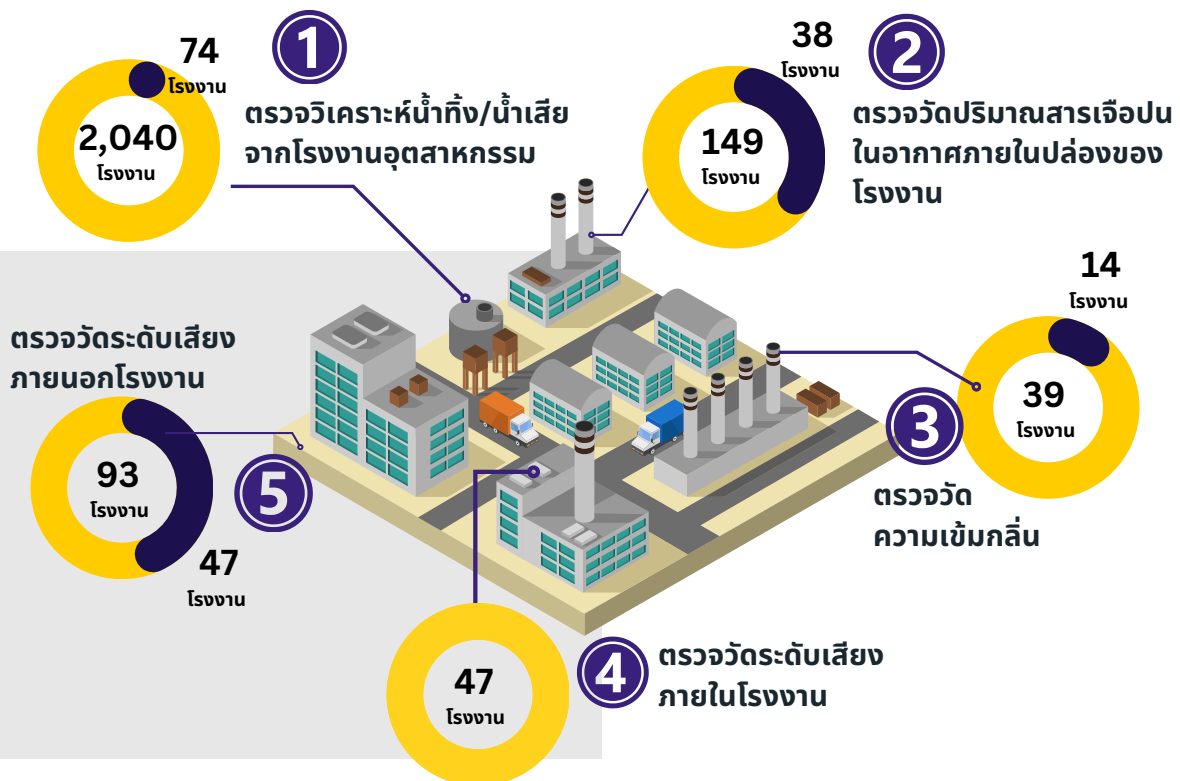 74
โรงงาน
2,040
โรงงาน
1
ตรวจวิเคราะห์น้ำทิ้ง/น้ำเสีย
จากโรงงานอุตสาหกรรม
38
โรงงาน
149
โรงงาน
2
ตรวจวัดปริมาณสารเจือปน
ในอากาศภายในปล่องของ
โรงงาน
14
โรงงาน
39
โรงงาน
3
ตรวจวัด
ความเข้มกลิ่น
47
โรงงาน
4
ตรวจวัดระดับเสียง
ภายในโรงงาน
ตรวจวัดระดับเสียง
ภายนอกโรงงาน
93
โรงงาน
5
47
โรงงาน